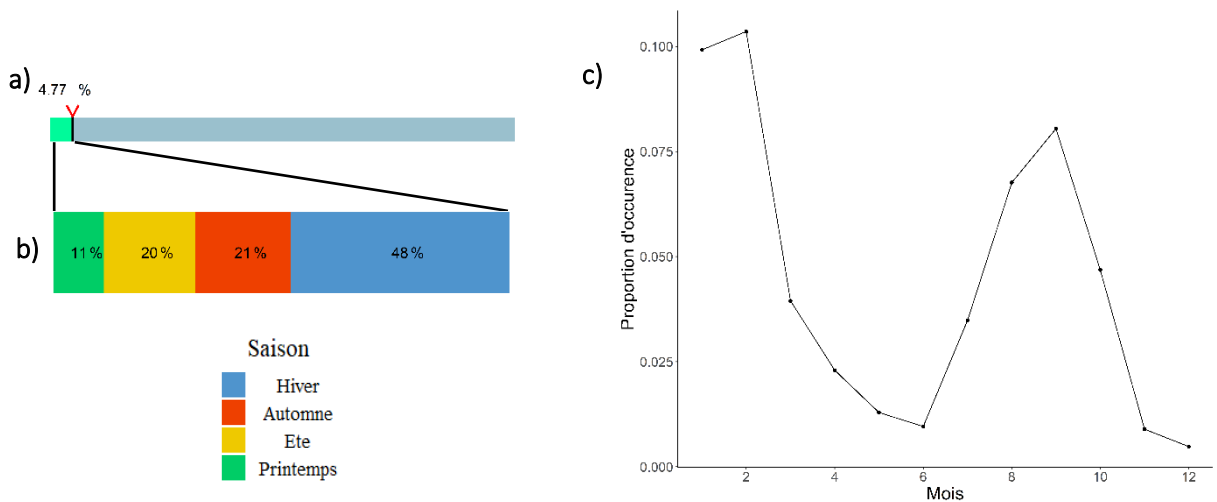 a)
4.77 %
b)
11 % 20 % 21 % 48 %
Saison
Hiver
Automne
Ete
Printemps
c)
Proportion d'occurence
0.100
0.075
0.050
0.025
0.000
2 4 6 8 10 12
Mois